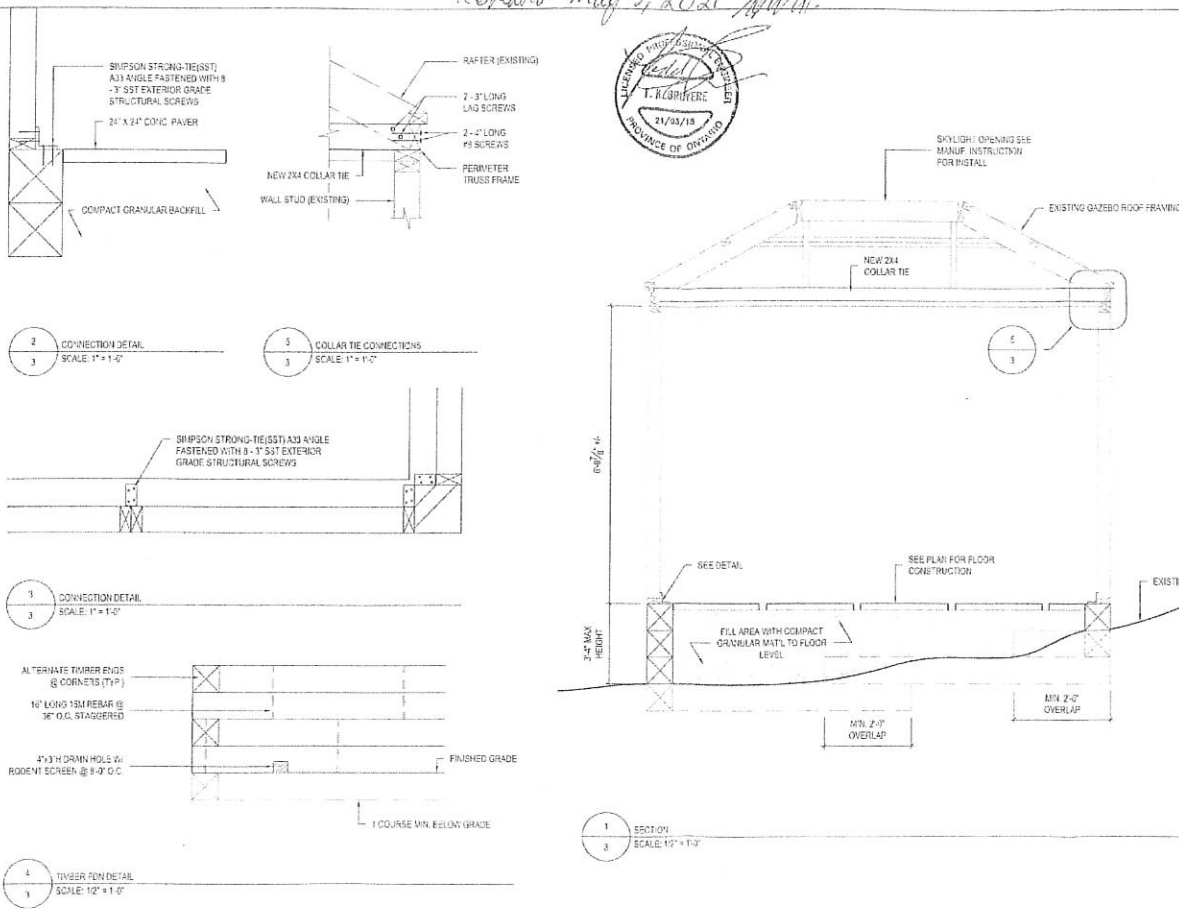 May 5, 2021
SIMPSON STRONG-TIE(SST)
A33 ANGLE FASTENED WITH 8
- 3" SST EXTERIOR GRADE
STRUCTURAL SCREWS
24" X 24" CONC. PAVER
COMPACT GRANULAR BACKFILL
2
3
CONNECTION DETAIL
SCALE: 1" = 1'-0"
RAFTER (EXISTING)
2 - 3" LONG
LAG SCREWS
2 - 4" LONG
#8 SCREWS
NEW 2X4 COLLAR TIE
PERIMETER
TRUSS FRAME
WALL STUD (EXISTING)
5
3
COLLAR TIE CONNECTIONS
SCALE: 1" = 1'-0"
LICENSED PROFESSIONAL ENGINEER
21/03/15
PROVINCE OF ONTARIO
SKYLIGHT OPENING SEE
MANUF. INSTRUCTION
FOR INSTALL
EXISTING GAZEBO ROOF FRAMING
NEW 2X4
COLLAR TIE
5
3
SIMPSON STRONG-TIE(SST) A33 ANGLE
FASTENED WITH 8 - 3" SST EXTERIOR
GRADE STRUCTURAL SCREWS
3
3
CONNECTION DETAIL
SCALE: 1" = 1'-0"
SEE DETAIL
SEE PLAN FOR FLOOR
CONSTRUCTION
3'-4" MAX
HEIGHT
FILL AREA WITH COMPACT
GRANULAR MAT'L TO FLOOR
LEVEL
MIN. 2'-0"
OVERLAP
MIN. 2'-0"
OVERLAP
ALTERNATE TIMBER ENDS
@ CORNERS (TYP.)
16" LONG 15M REBAR @
36" O.C. STAGGERED
4"x3"H DRAIN HOLE W/
RODENT SCREEN @ 8'-0" O.C.
FINISHED GRADE
1 COURSE MIN. BELOW GRADE
4
3
TIMBER FDN DETAIL
SCALE: 1/2" = 1'-0"
1
3
SECTION
SCALE: 1/2" = 1'-0"